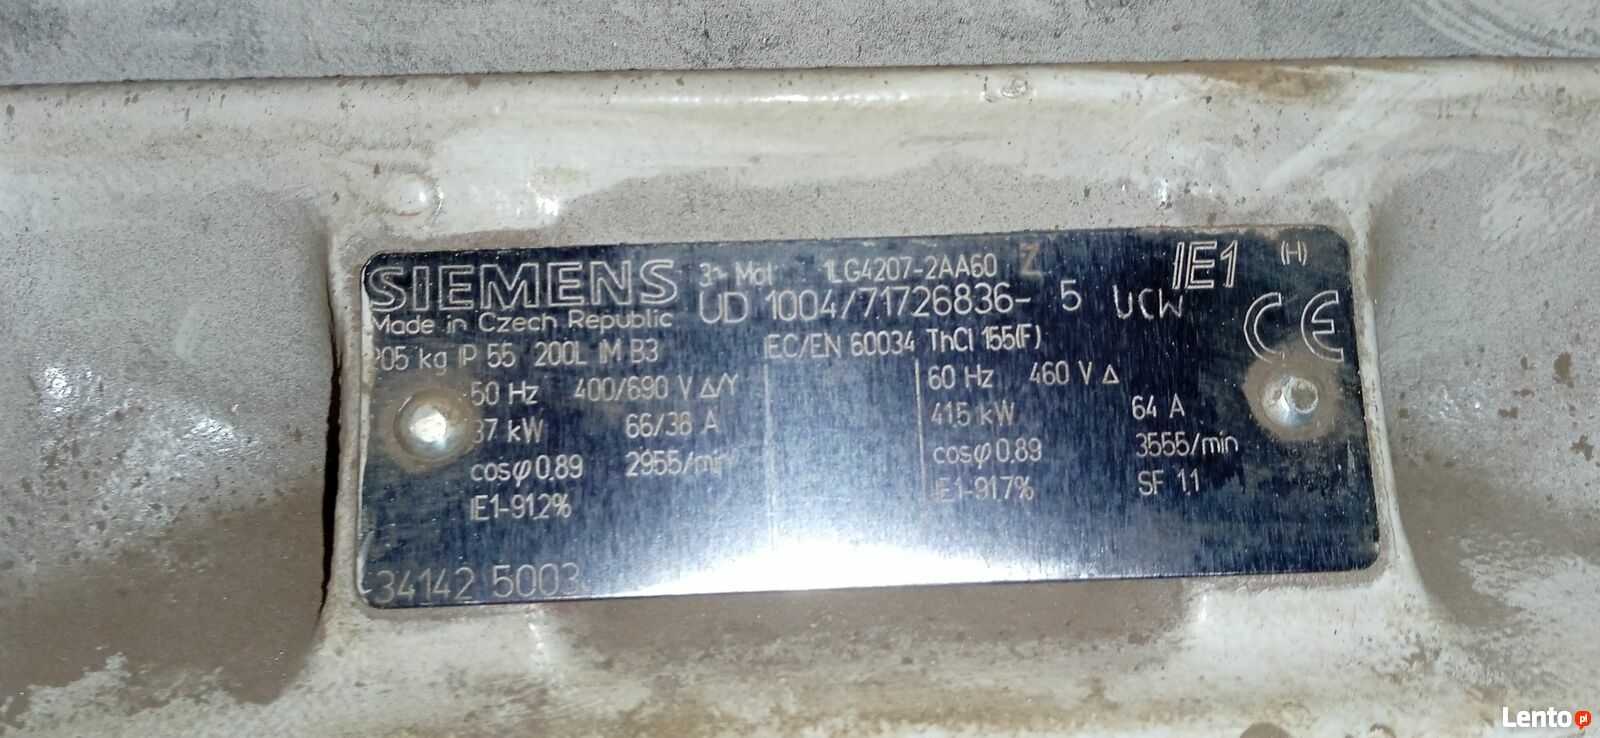 SIEMENS 3~ Mot 1LG4207-2AA60 Z IE1 (H)
Made in Czech Republic UD 1004/71726836- 5 UCW CE
205 kg IP 55 200L IM B3 IEC/EN 60034 ThCl 155(F)
50 Hz 400/690 V Δ/Y 60 Hz 460 V Δ
37 kW 66/38 A 41.5 kW 64 A
cosφ 0,89 2955/min cosφ 0,89 3555/min
IE1-91,2% IE1-91,7% SF 1.1
34142 5003
Lento pl